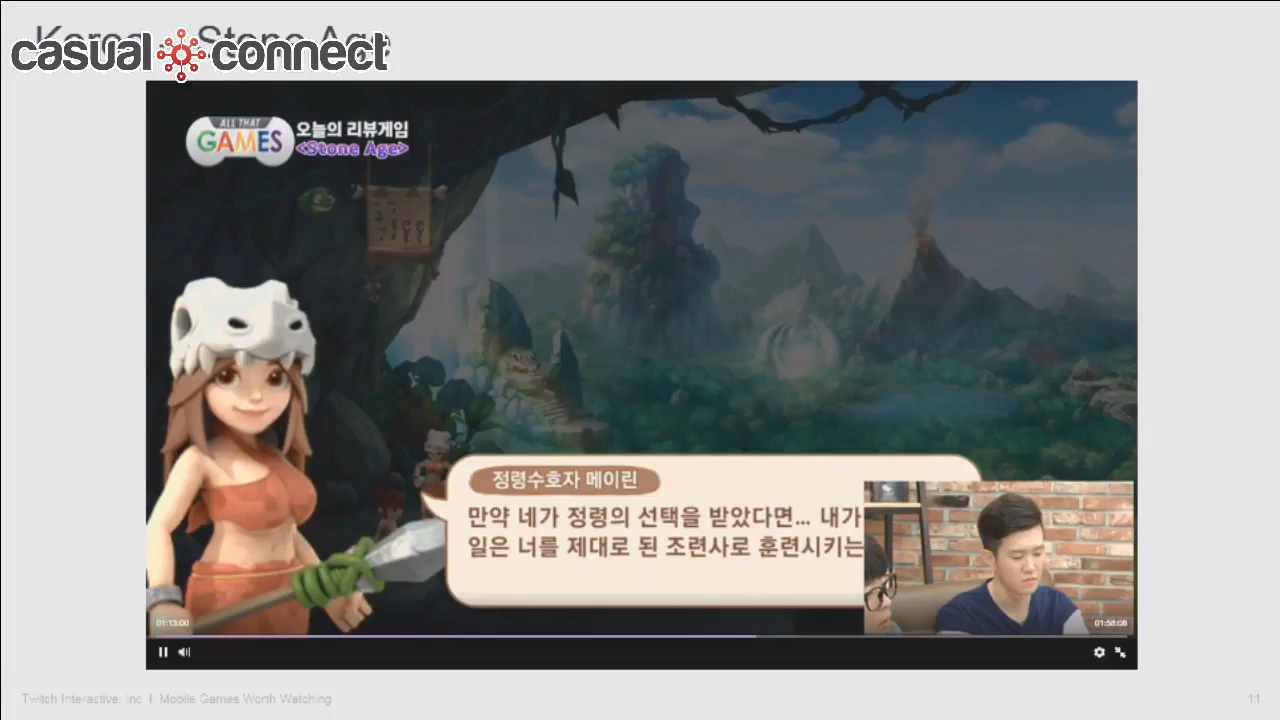 Korea - Stone Age
casual connect
ALL THAT
GAMES
오늘의 리뷰게임
<Stone Age>
정령수호자 메이린
만약 네가 정령의 선택을 받았다면... 내가
일은 너를 제대로 된 조련사로 훈련시키는
01:13:00
01:58:08
Twitch Interactive, Inc I Mobile Games Worth Watching
11